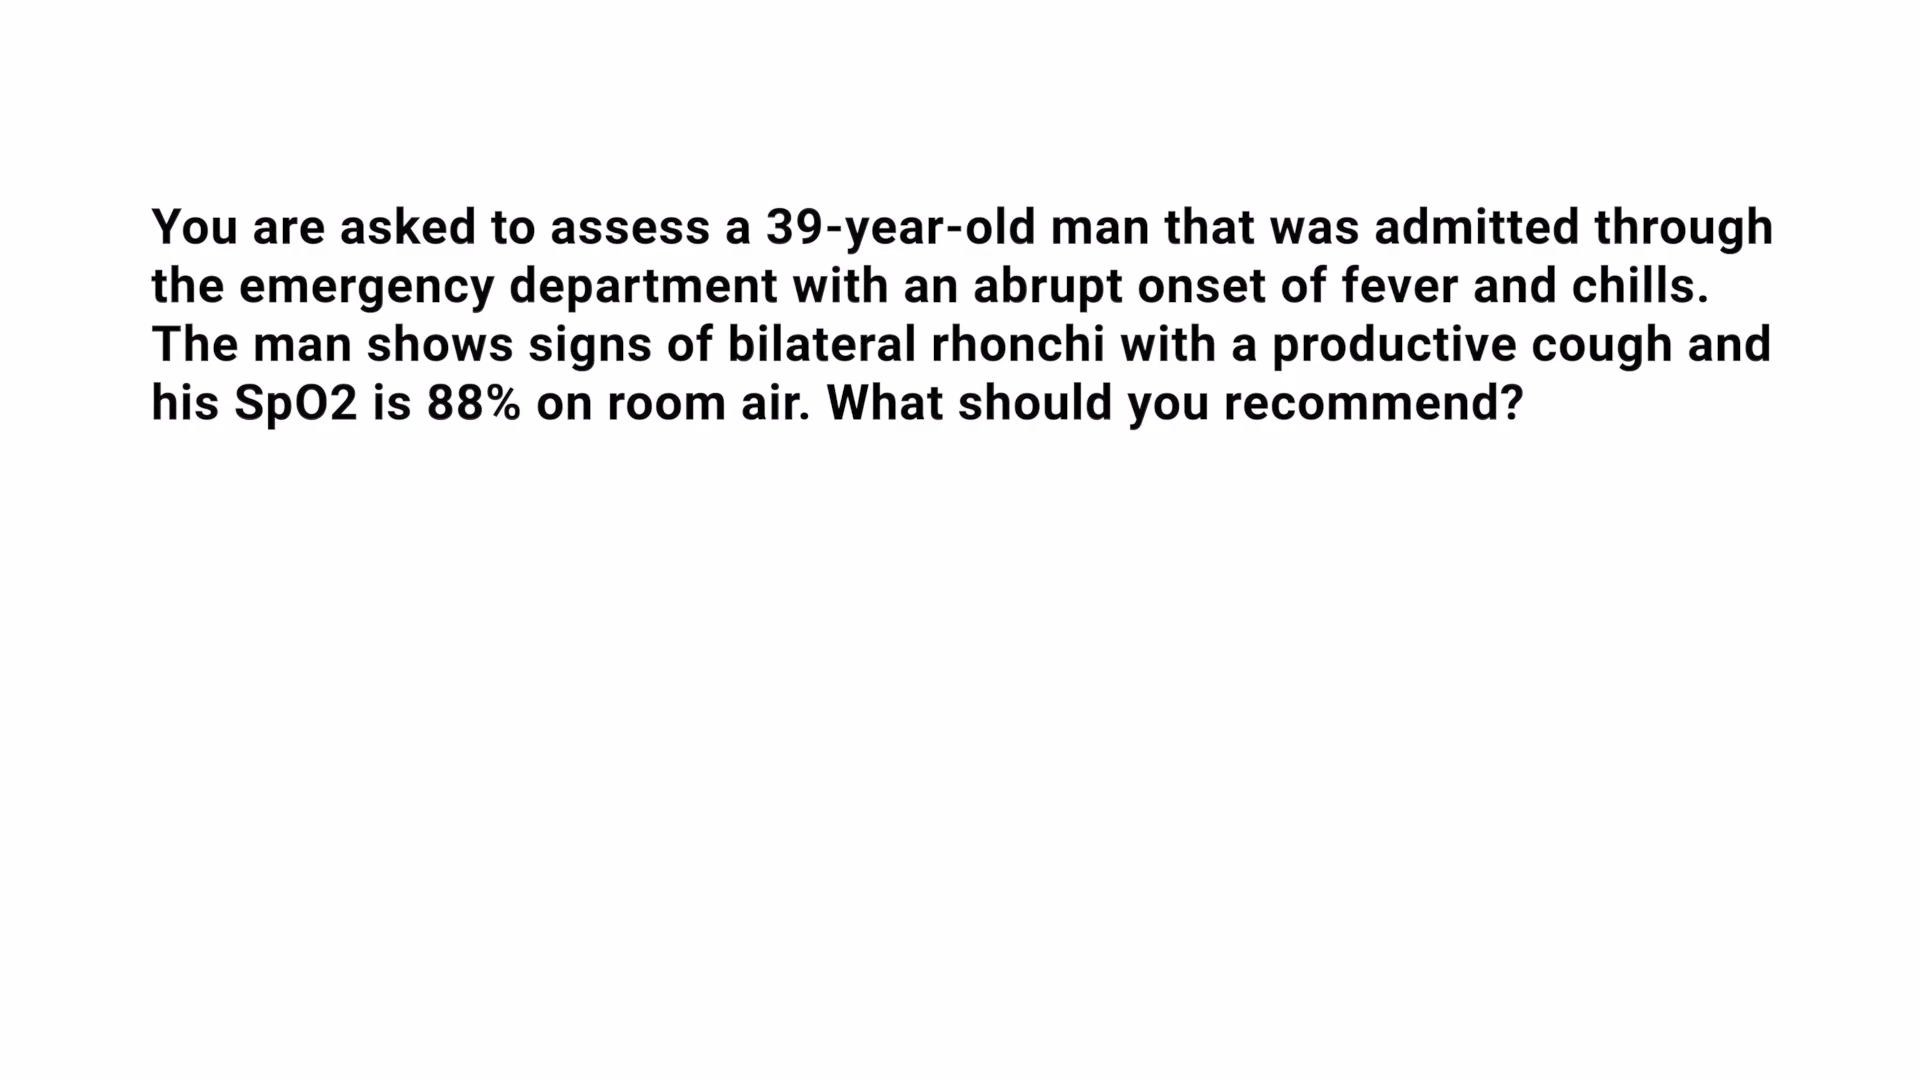 You are asked to assess a 39-year-old man that was admitted through
the emergency department with an abrupt onset of fever and chills.
The man shows signs of bilateral rhonchi with a productive cough and
his SpO2 is 88% on room air. What should you recommend?